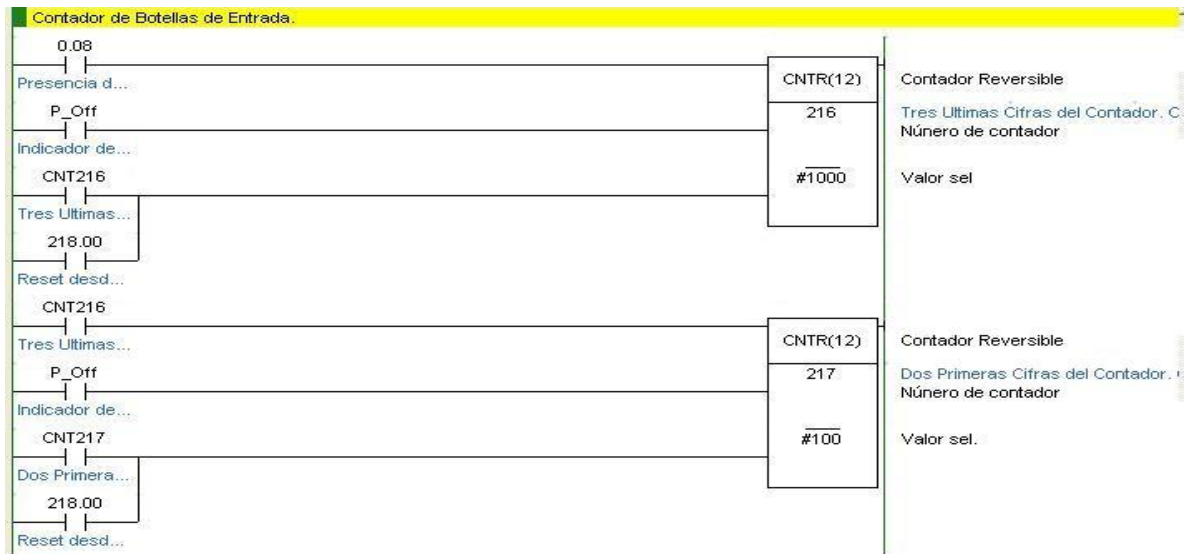 Contador de Botellas de Entrada.
0.08
Presencia d...
CNTR(12)
Contador Reversible
P_Off
Indicador de...
216
Tres Ultimas Cifras del Contador. C
Núnero de contador
CNT216
Tres Ultimas...
#1000
Valor sel
218.00
Reset desd...
CNT216
Tres Ultimas...
CNTR(12)
Contador Reversible
P_Off
Indicador de...
217
Dos Primeras Cifras del Contador.
Núnero de contador
CNT217
Dos Primera...
#100
Valor sel.
218.00
Reset desd...